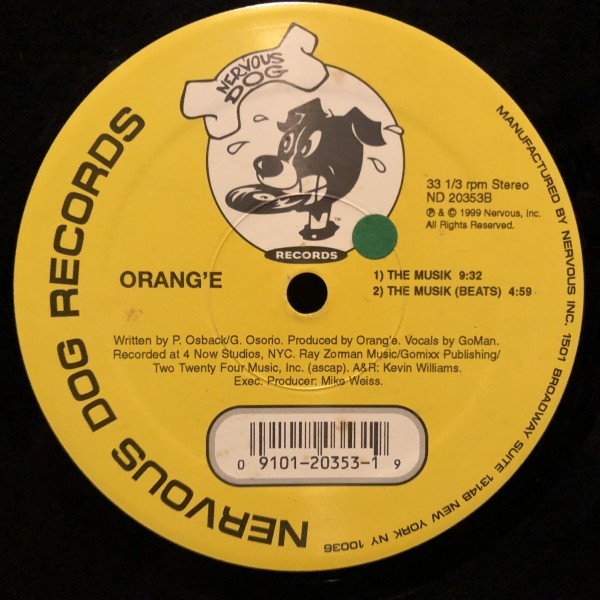 NERVOUS
DOG
RECORDS
NERVOUS DOG RECORDS
33 1/3 rpm Stereo
ND 20353B
℗ & © 1999 Nervous, Inc.
All Rights Reserved.
ORANG'E
1) THE MUSIK 9:32
2) THE MUSIK (BEATS) 4:59
Written by P. Osback/G. Osorio. Produced by Orang'e. Vocals by GoMan.
Recorded at 4 Now Studios, NYC. Ray Zorman Music/Gomixx Publishing/
Two Twenty Four Music, Inc. (ascap). A&R: Kevin Williams.
Exec. Producer: Mike Weiss.
0 9101-20353-1 9
MANUFACTURED BY NERVOUS INC. 1501 BROADWAY SUITE 1314B NEW YORK NY 10036